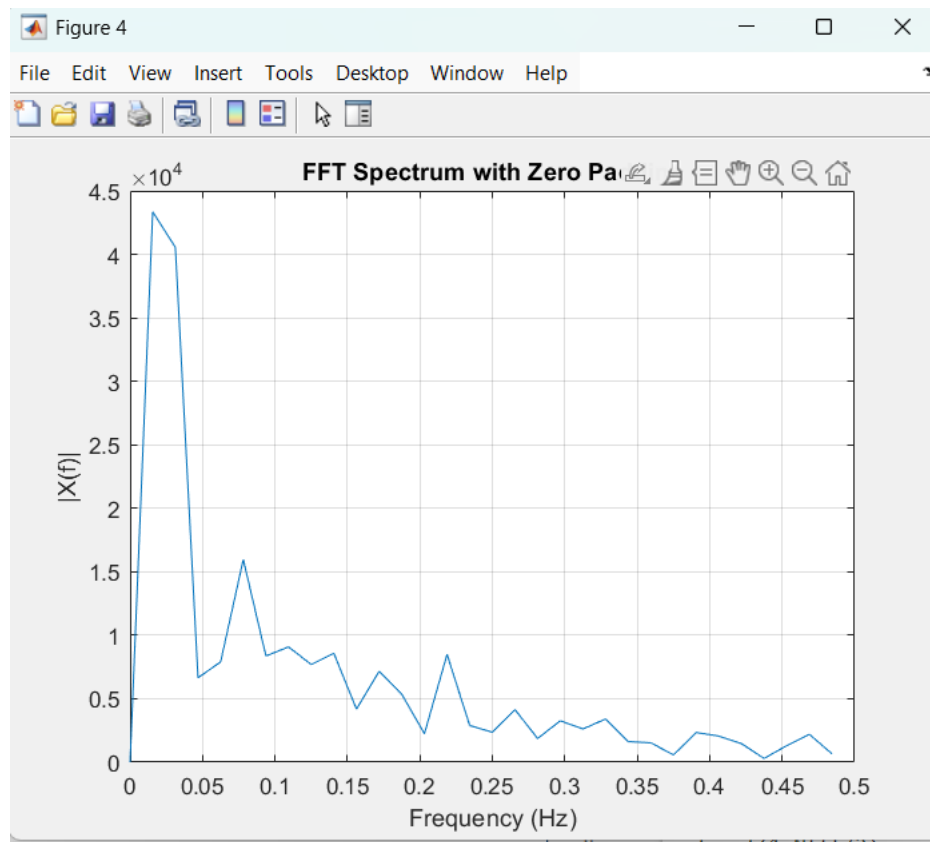 Figure 4
File Edit View Insert Tools Desktop Window Help
×10^4
FFT Spectrum with Zero
4.5
4
3.5
3
2.5
2
1.5
1
0.5
0
|X(f)|
0 0.05 0.1 0.15 0.2 0.25 0.3 0.35 0.4 0.45 0.5
Frequency (Hz)